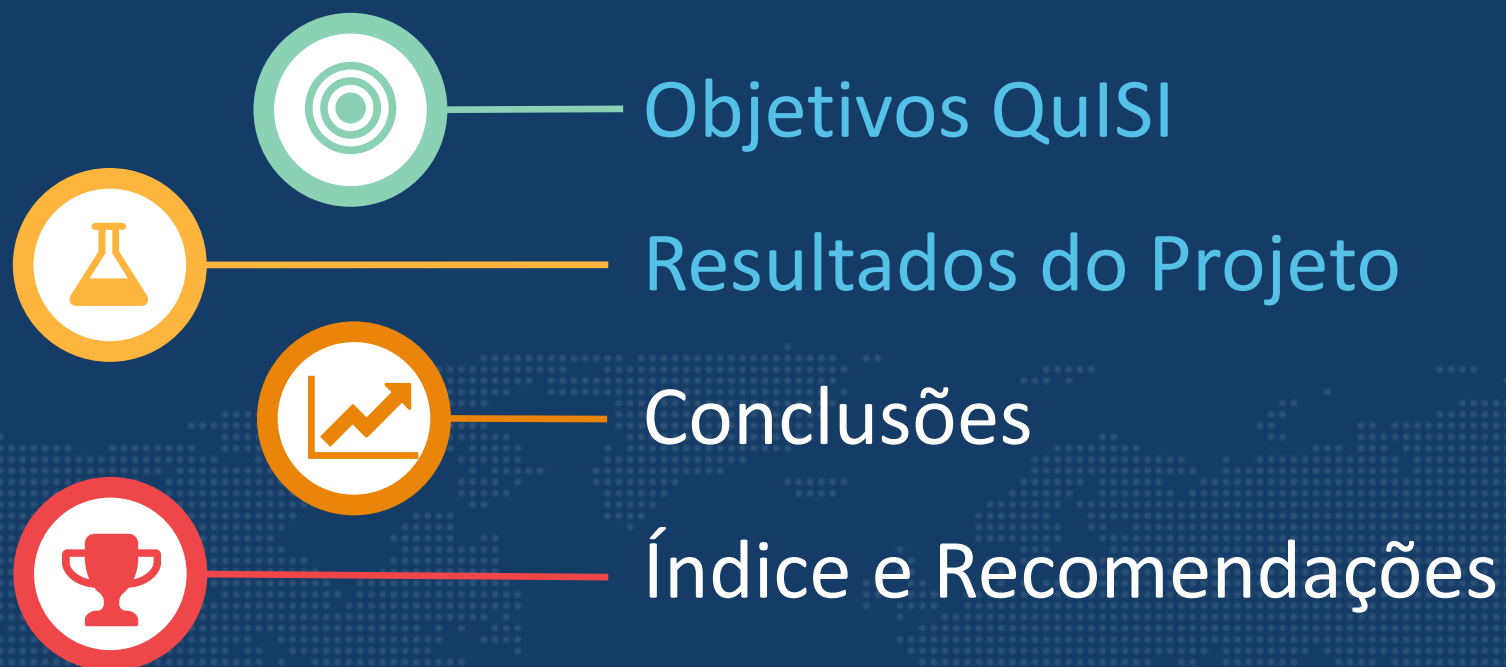 Objetivos QuISI
Resultados do Projeto
Conclusões
Índice e Recomendações